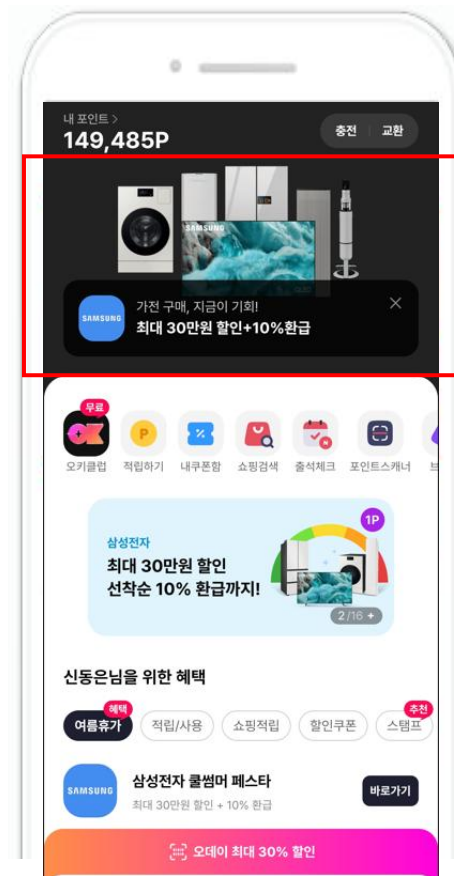 내 포인트 >
149,485P
충전
교환
SAMSUNG
SAMSUNG
가전 구매, 지금이 기회!
최대 30만원 할인+10%환급
무료
오키클럽
적립하기
내쿠폰함
쇼핑검색
출석체크
포인트스캐너
삼성전자
최대 30만원 할인
선착순 10% 환급까지!
1P
2/16 +
신동은님을 위한 혜택
혜택
추천
여름휴가
적립/사용
쇼핑적립
할인쿠폰
스탬프
SAMSUNG
삼성전자 쿨썸머 페스타
최대 30만원 할인 + 10% 환급
바로가기
오데이 최대 30% 할인